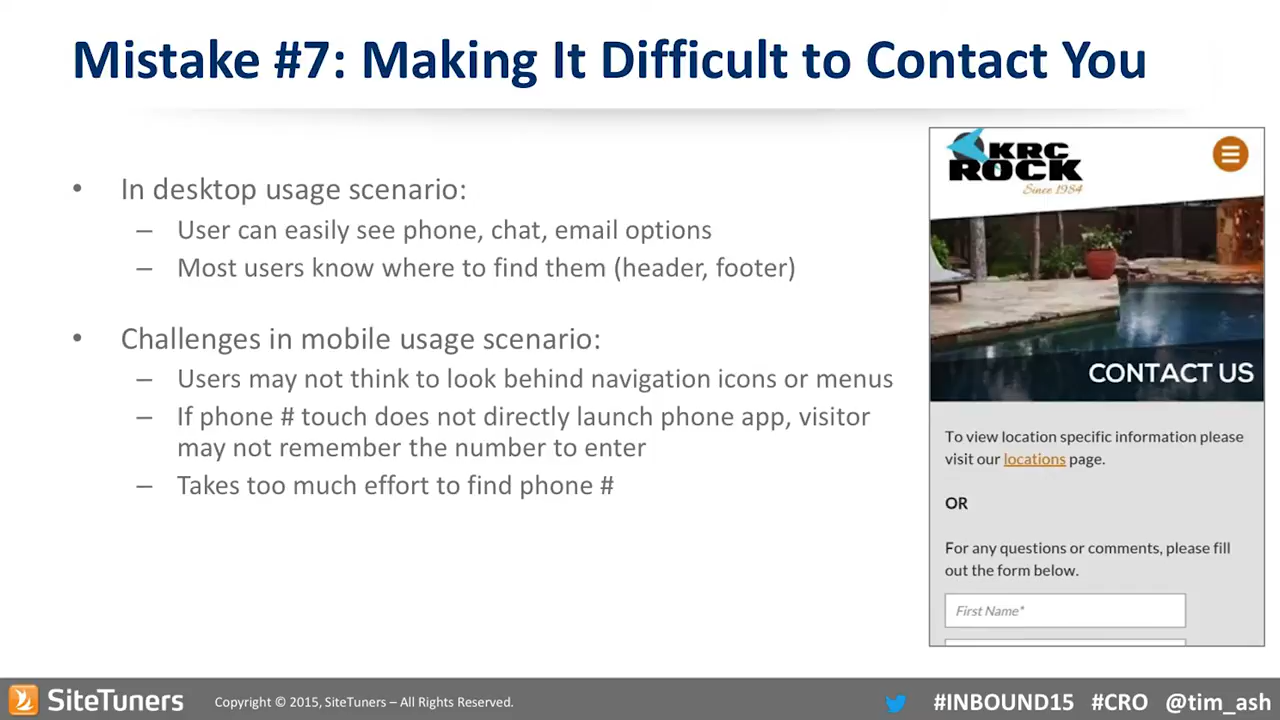 Mistake #7: Making It Difficult to Contact You
• In desktop usage scenario:
– User can easily see phone, chat, email options
– Most users know where to find them (header, footer)
• Challenges in mobile usage scenario:
– Users may not think to look behind navigation icons or menus
– If phone # touch does not directly launch phone app, visitor
may not remember the number to enter
– Takes too much effort to find phone #
KRC
ROCK
Since 1984
CONTACT US
To view location specific information please
visit our locations page.
OR
For any questions or comments, please fill
out the form below.
First Name*
SiteTuners
Copyright © 2015, SiteTuners – All Rights Reserved.
#INBOUND15 #CRO @tim_ash